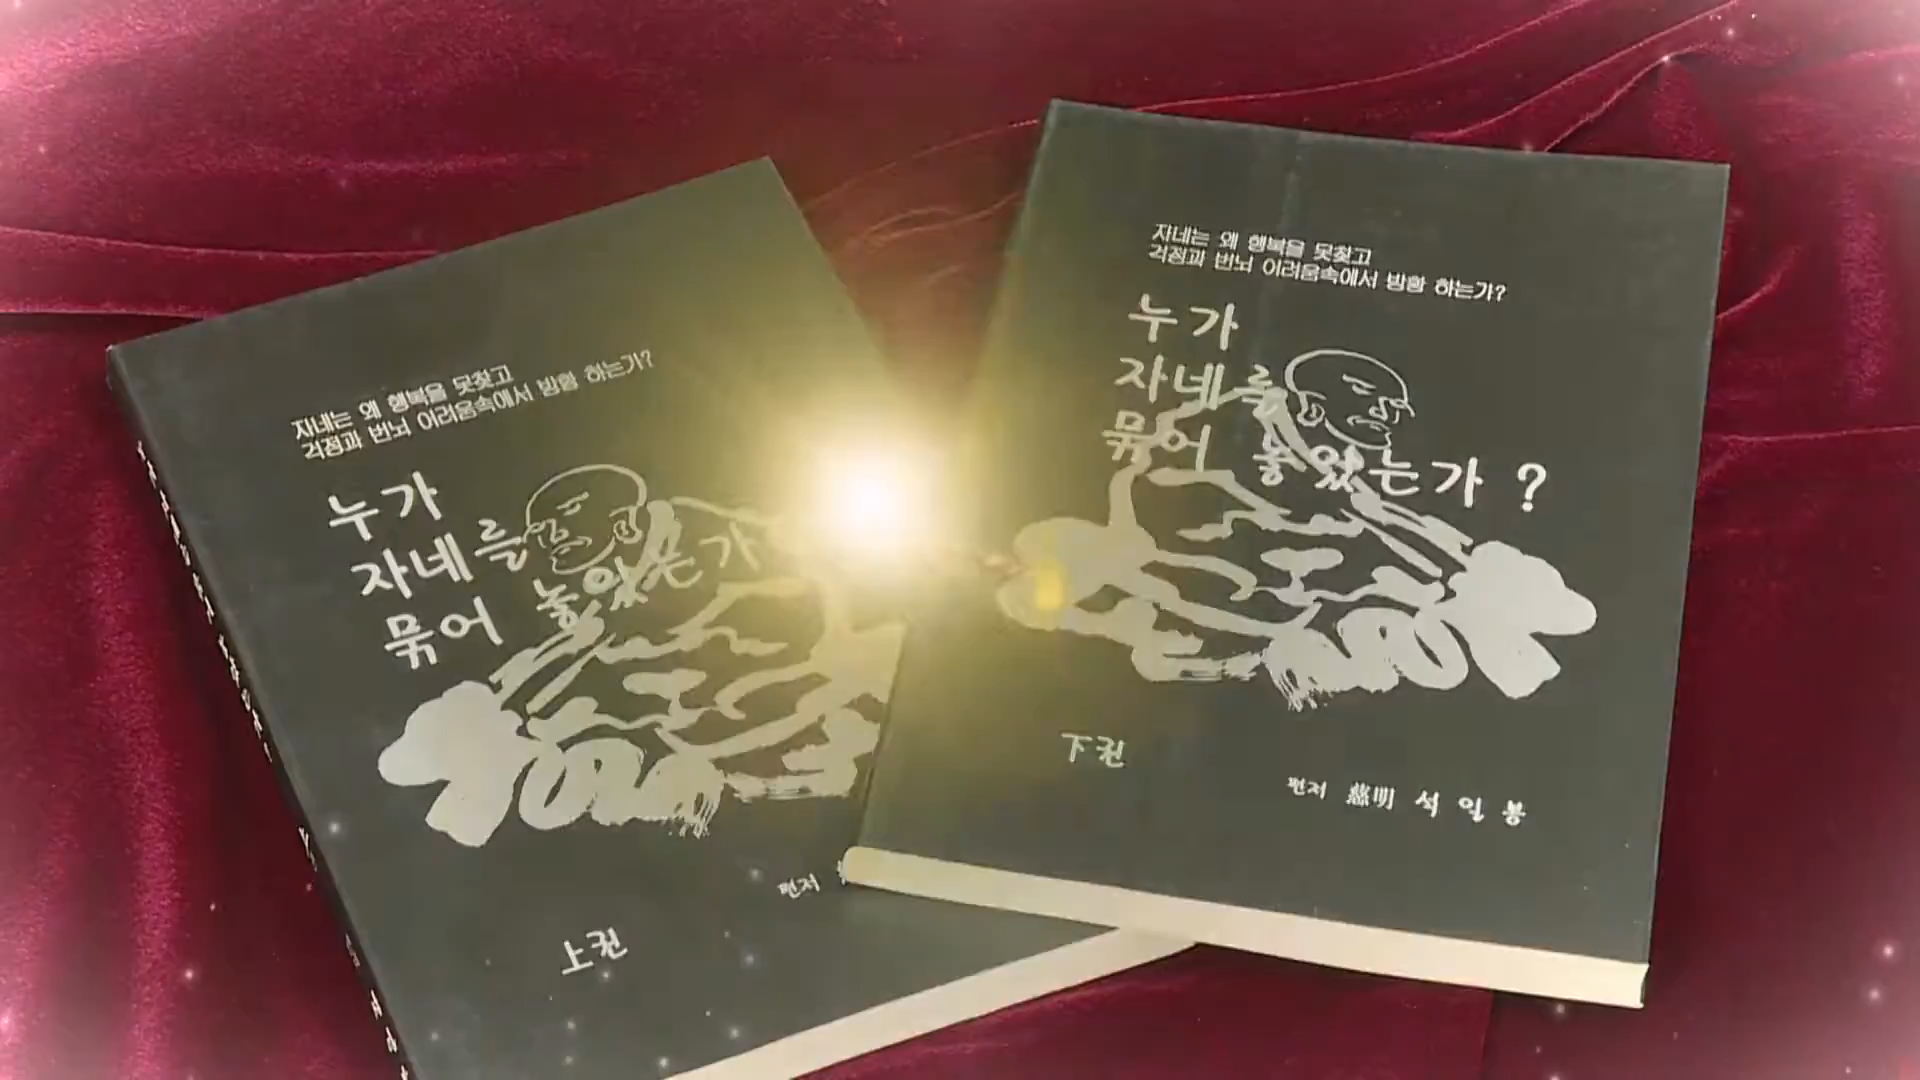 자네는 왜 행복을 못찾고
걱정과 번뇌 어려움속에서 방황 하는가?
누가
자네를
묶어 놓았는가
上권
편저
자네는 왜 행복을 못찾고
걱정과 번뇌 어려움속에서 방황 하는가?
누가
자네를
묶어 놓았는가?
下권
편저 慈明 석일봉